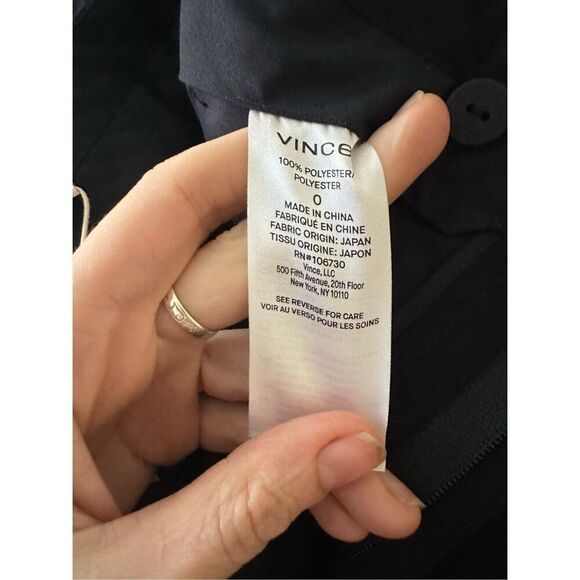 VINCE
100% POLYESTER/
POLYESTER
0
MADE IN CHINA
FABRIQUÉ EN CHINE
FABRIC ORIGIN: JAPAN
TISSU ORIGINE: JAPON
RN#106730
Vince, LLC
500 Fifth Avenue, 20th Floor
New York, NY 10110
SEE REVERSE FOR CARE
VOIR AU VERSO POUR LES SOINS